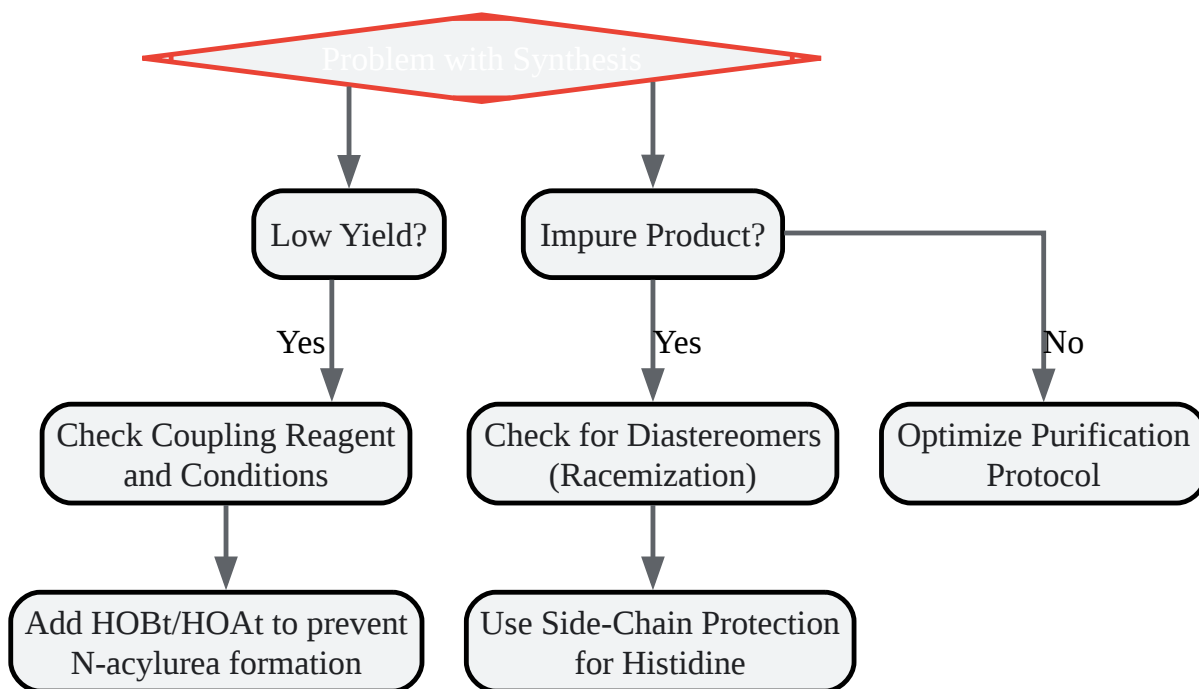 Problem with Synthesis
Low Yield?
Impure Product?
Yes
Yes
No
Check Coupling Reagent
and Conditions
Check for Diastereomers
(Racemization)
Optimize Purification
Protocol
Add HOBt/HOAt to prevent
N-acylurea formation
Use Side-Chain Protection
for Histidine